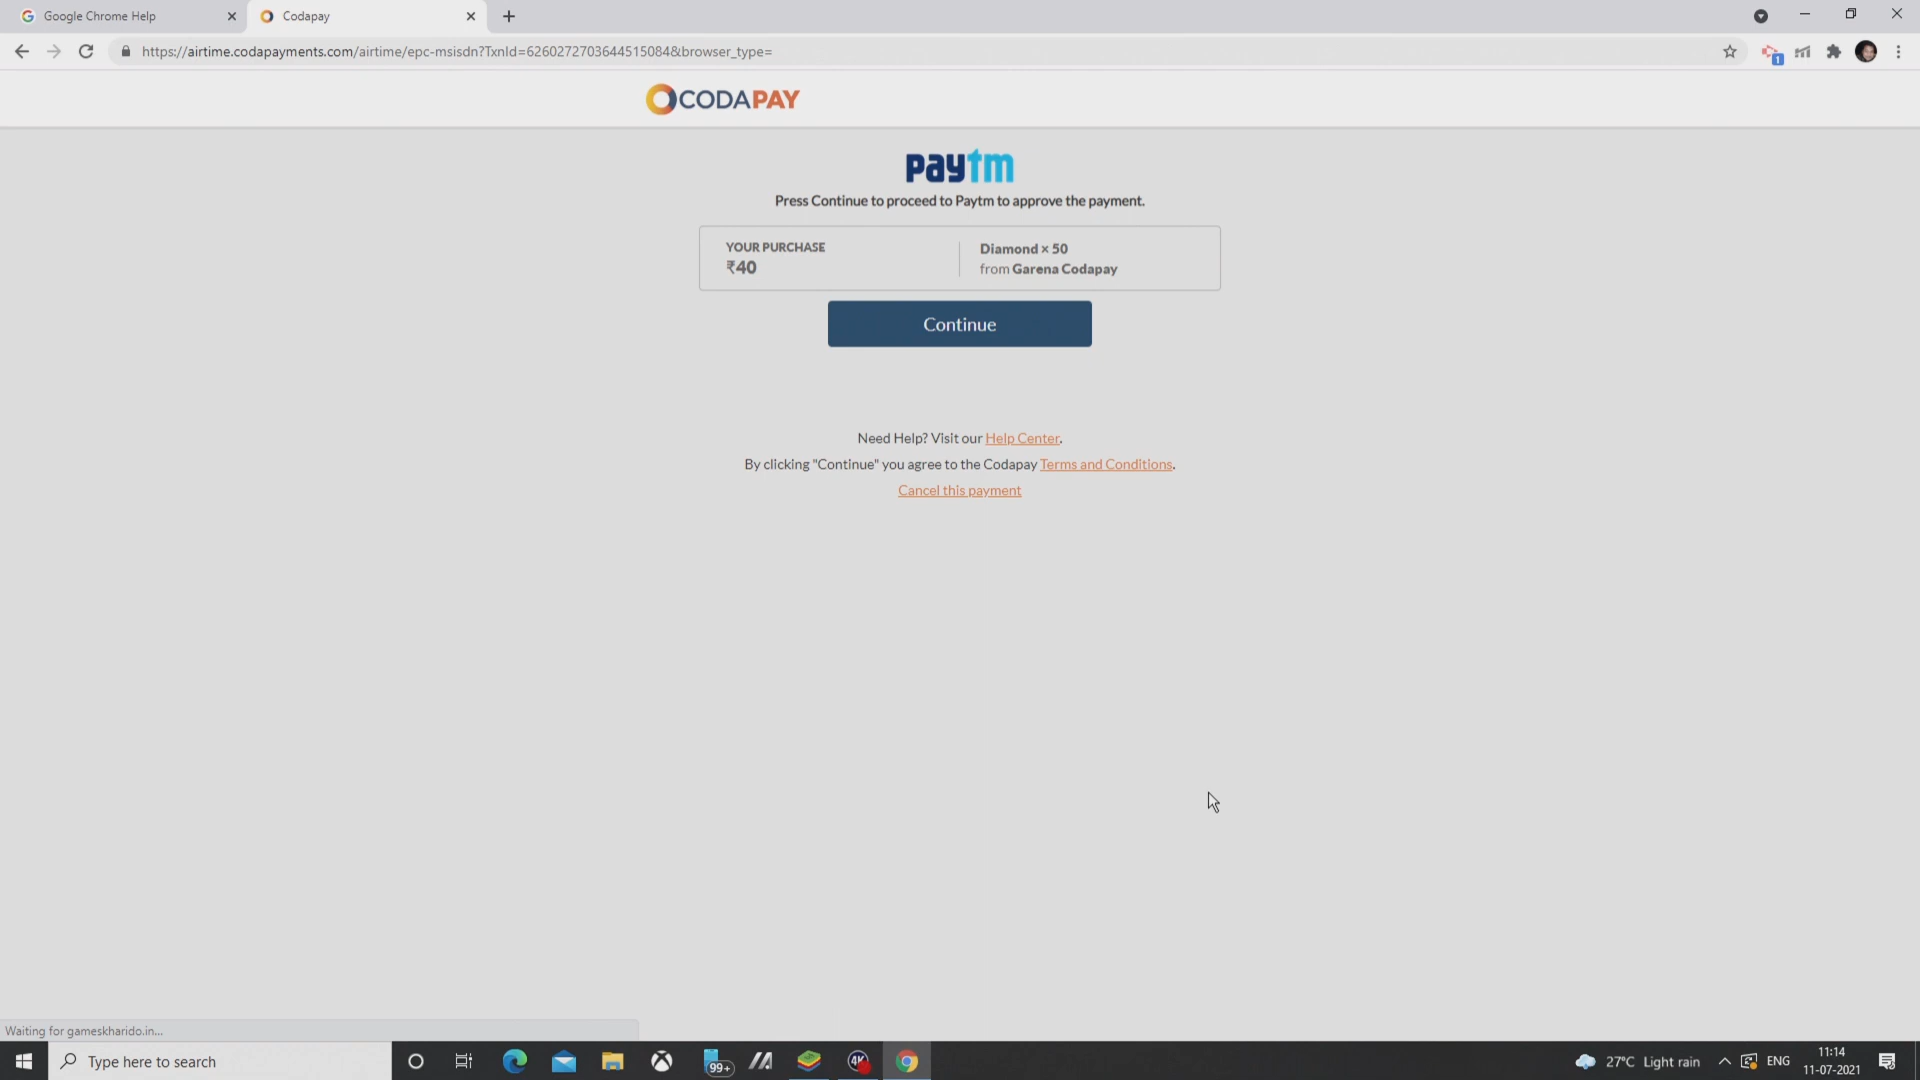 Google Chrome Help
Codapay
https://airtime.codapayments.com/airtime/epc-msisdn?TxnId=6260272703644515084&browser_type=
1
CODAPAY
paytm
Press Continue to proceed to Paytm to approve the payment.
YOUR PURCHASE
₹40
Diamond × 50
from Garena Codapay
Continue
Need Help? Visit our Help Center.
By clicking "Continue" you agree to the Codapay Terms and Conditions.
Cancel this payment
Waiting for gameskharido.in...
Type here to search
99+
4K
27°C Light rain
ENG
11:14
11-07-2021